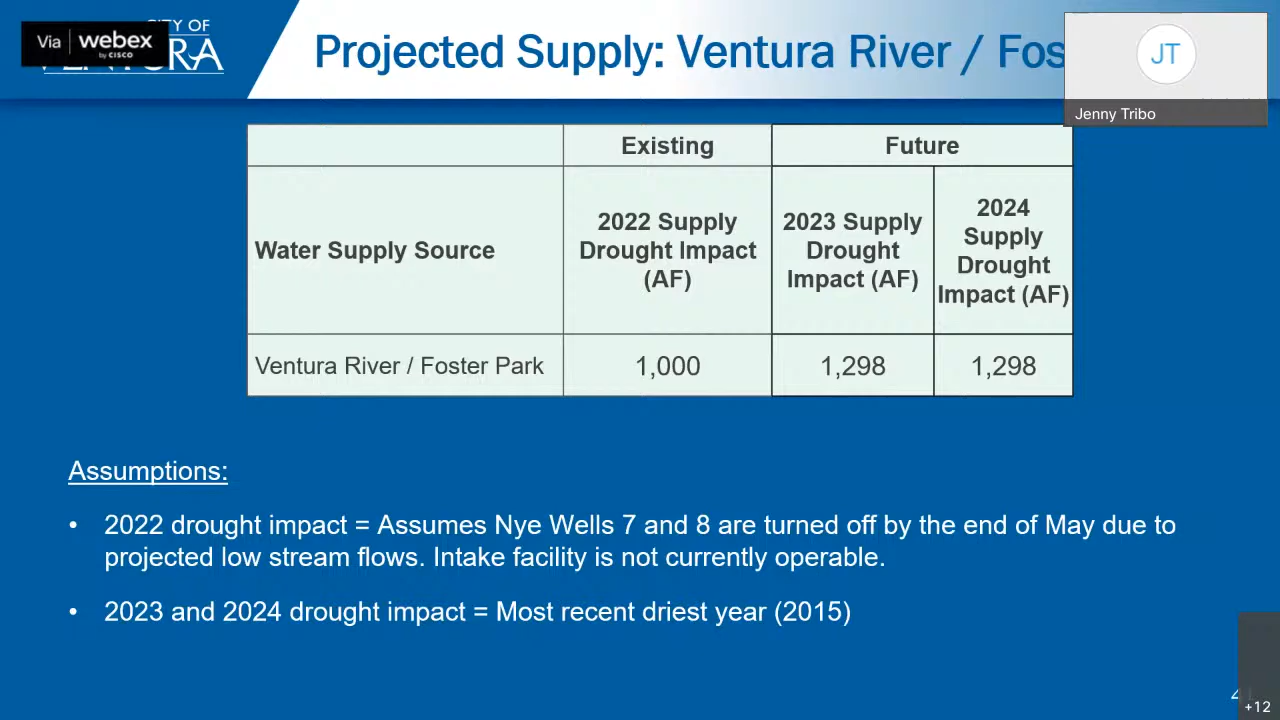 Via webex
by CISCO
CITY OF
VENTURA
Projected Supply: Ventura River / Fos
JT
Jenny Tribo
Existing
Future
Water Supply Source
2022 Supply
Drought Impact
(AF)
2023 Supply
Drought
Impact (AF)
2024
Supply
Drought
Impact (AF)
Ventura River / Foster Park
1,000
1,298
1,298
Assumptions:
• 2022 drought impact = Assumes Nye Wells 7 and 8 are turned off by the end of May due to
projected low stream flows. Intake facility is not currently operable.
• 2023 and 2024 drought impact = Most recent driest year (2015)
+12